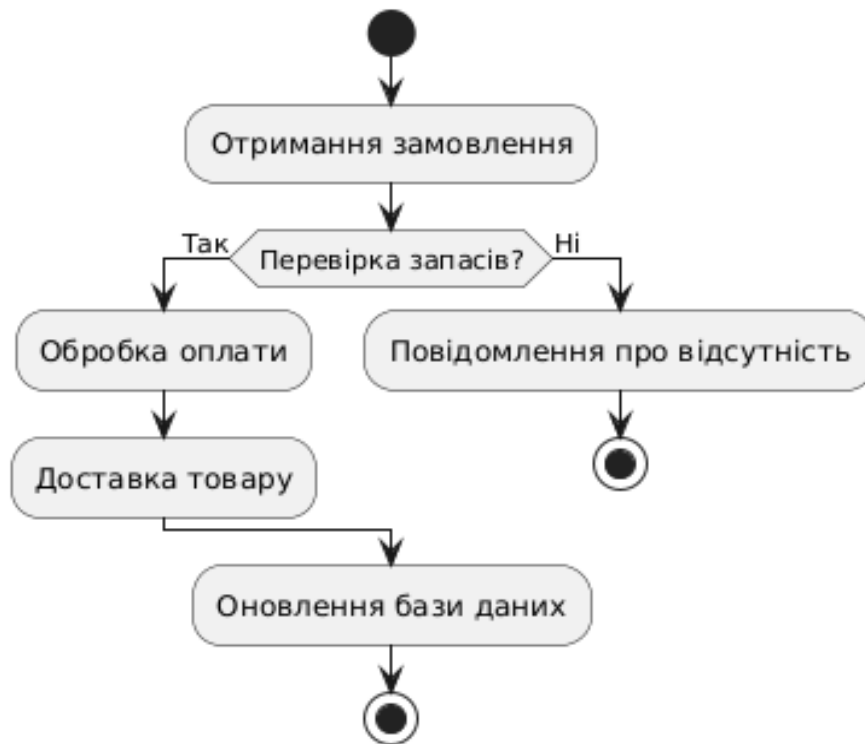 Отримання замовлення
Так
Перевірка запасів?
Ні
Обробка оплати
Повідомлення про відсутність
Доставка товару
Оновлення бази даних